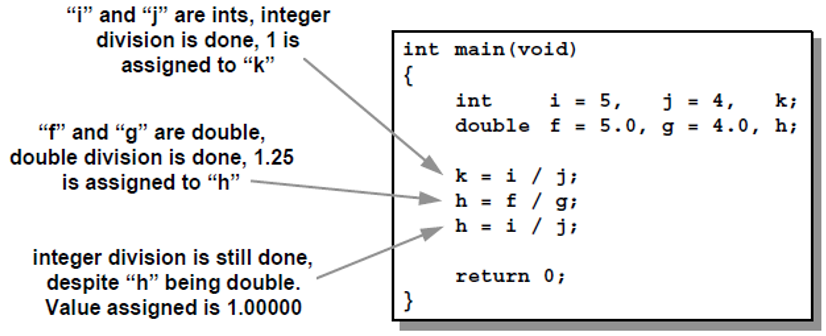 “i” and “j” are ints, integer
division is done, 1 is
assigned to “k”
“f” and “g” are double,
double division is done, 1.25
is assigned to “h”
integer division is still done,
despite “h” being double.
Value assigned is 1.00000
int main(void)
{
int i = 5, j = 4, k;
double f = 5.0, g = 4.0, h;
k = i / j;
h = f / g;
h = i / j;
return 0;
}